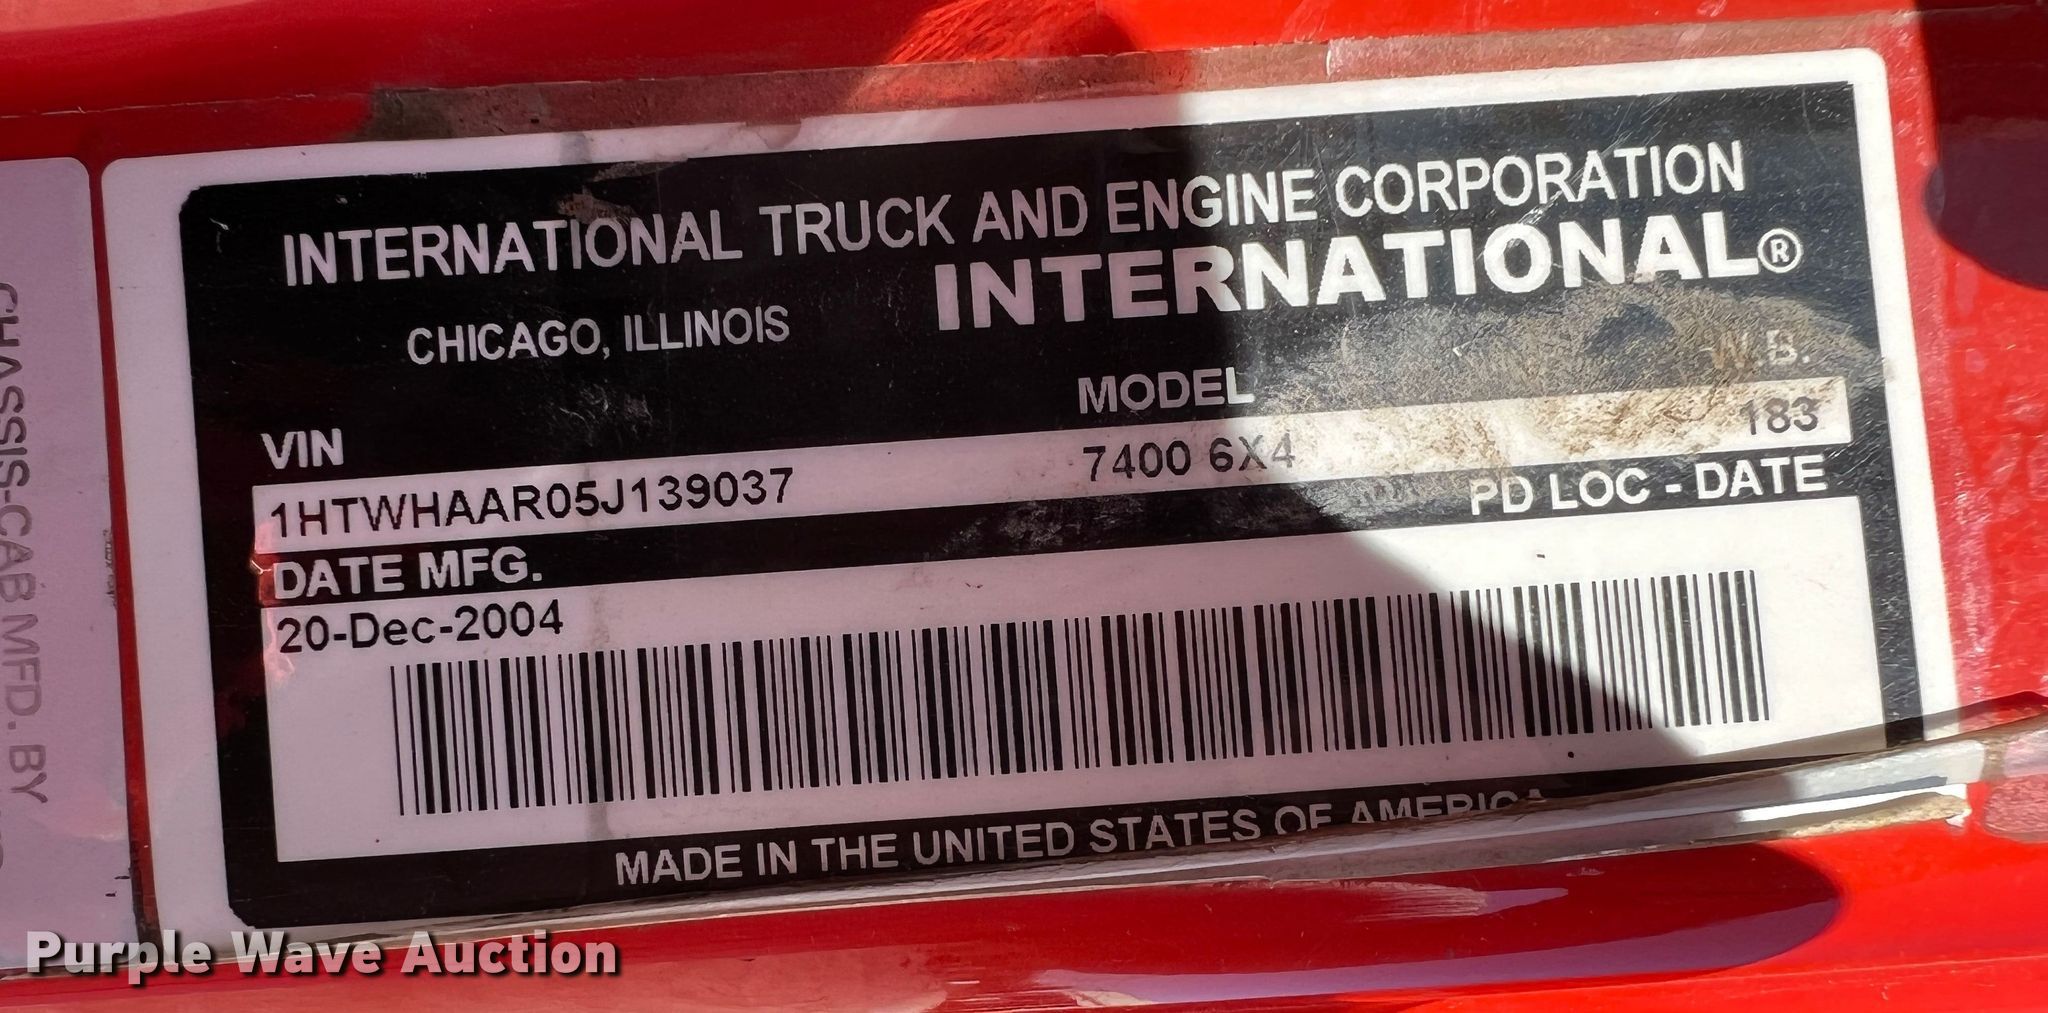 INTERNATIONAL TRUCK AND ENGINE CORPORATION
CHICAGO, ILLINOIS
INTERNATIONAL®
VIN MODEL W.B.
1HTWHAAR05J139037 7400 6X4 183
DATE MFG. PD LOC - DATE
20-Dec-2004
MADE IN THE UNITED STATES OF AMERICA
CHASSIS-CAB MFD. BY
Purple Wave Auction